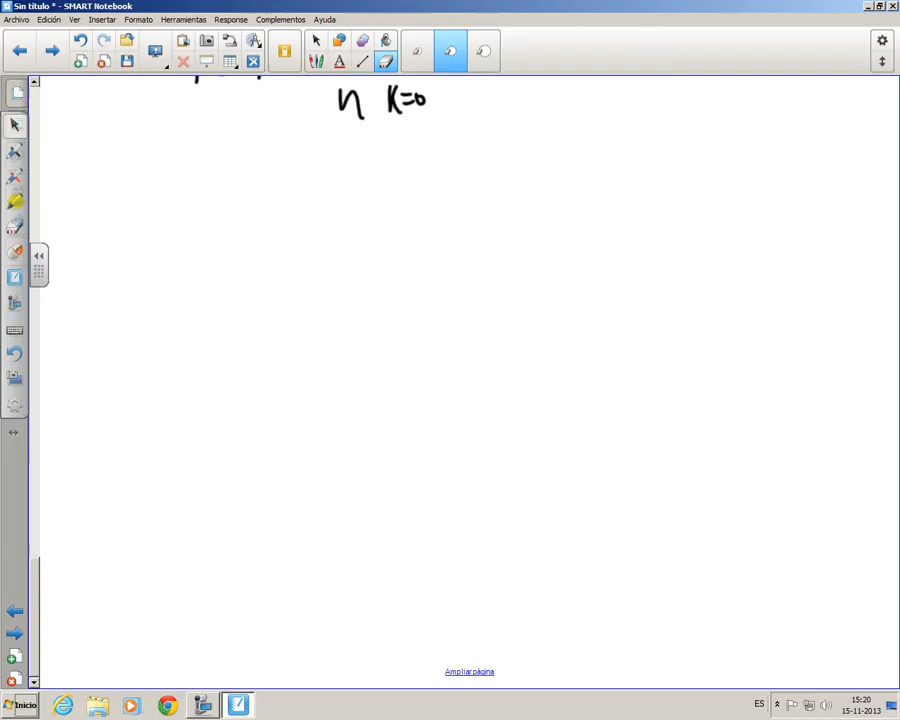 Sin título * - SMART Notebook
Archivo Edición Ver Insertar Formato Herramientas Response Complementos Ayuda
n K=0
Ampliar página
Inicio
ES
15:20
15-11-2013